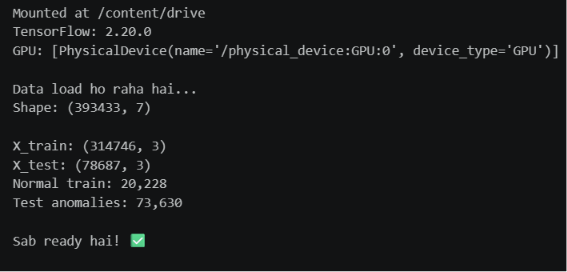 Mounted at /content/drive
TensorFlow: 2.20.0
GPU: [PhysicalDevice(name='/physical_device:GPU:0', device_type='GPU')]
Data load ho raha hai...
Shape: (393433, 7)
X_train: (314746, 3)
X_test: (78687, 3)
Normal train: 20,228
Test anomalies: 73,630
Sab ready hai! ✅